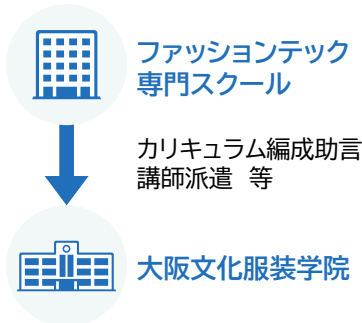 ファッションテック
専門スクール
カリキュラム編成助言
講師派遣　等
大阪文化服装学院